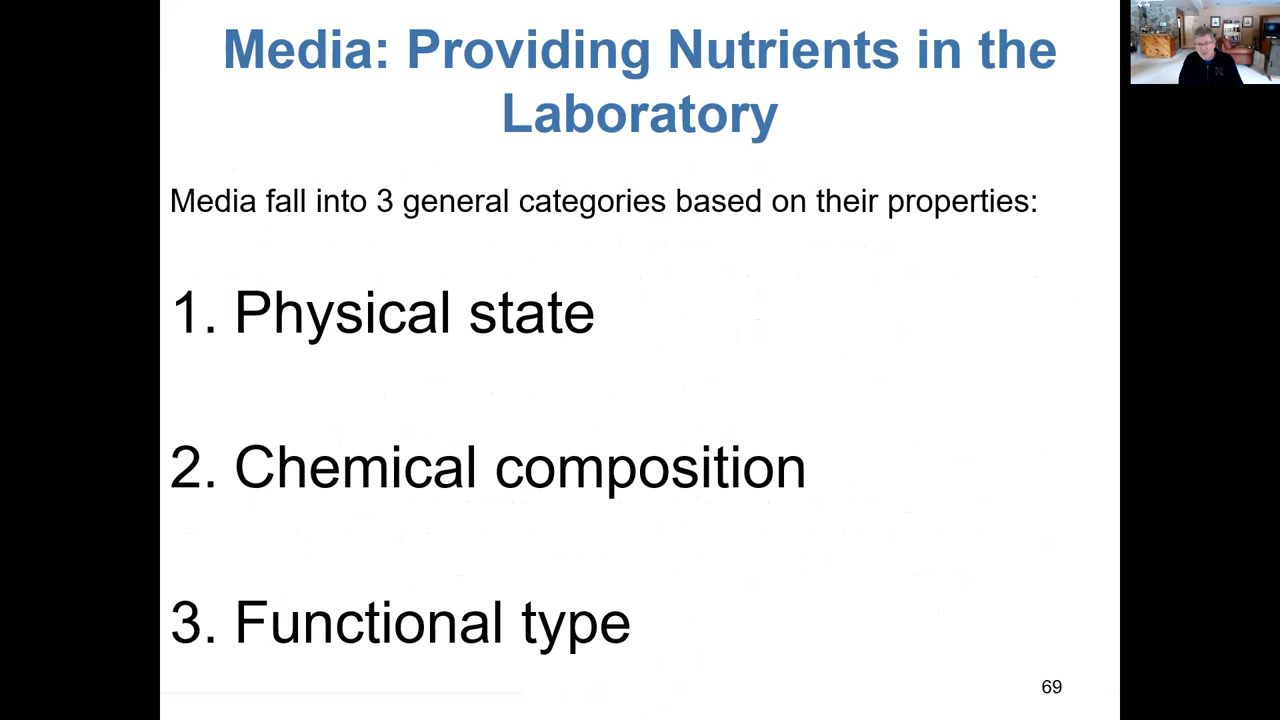 Media: Providing Nutrients in the
Laboratory
Media fall into 3 general categories based on their properties:
1. Physical state
2. Chemical composition
3. Functional type
69